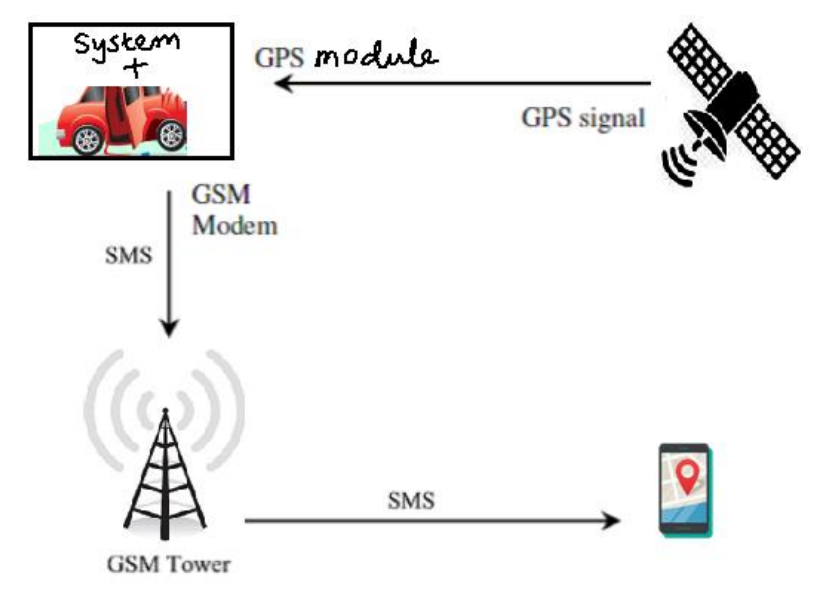 System
+
GPS module
GPS signal
GSM
Modem
SMS
SMS
GSM Tower